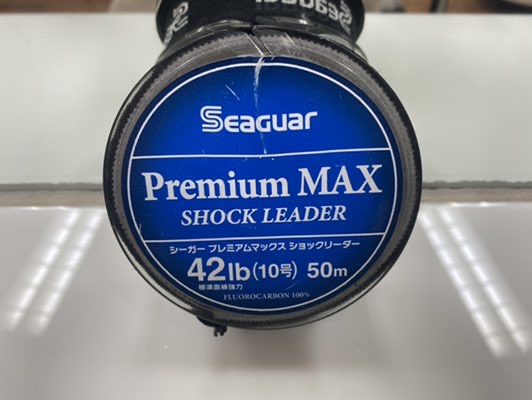 Seaguar
Seaguar
Premium MAX
SHOCK LEADER
シーガー プレミアムマックス ショックリーダー
42lb(10号) 50m
標準直線強力
FLUOROCARBON 100%